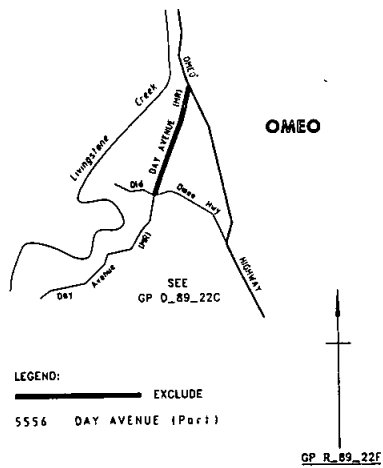 OMEO
OMEO
Livingstone Creek
DAY AVENUE (MR)
Old Omeo Hwy
HIGHWAY
Day Avenue (MR)
SEE
GP D_89_22C
LEGEND:
EXCLUDE
5556 DAY AVENUE (Part)
GP R_89_22F